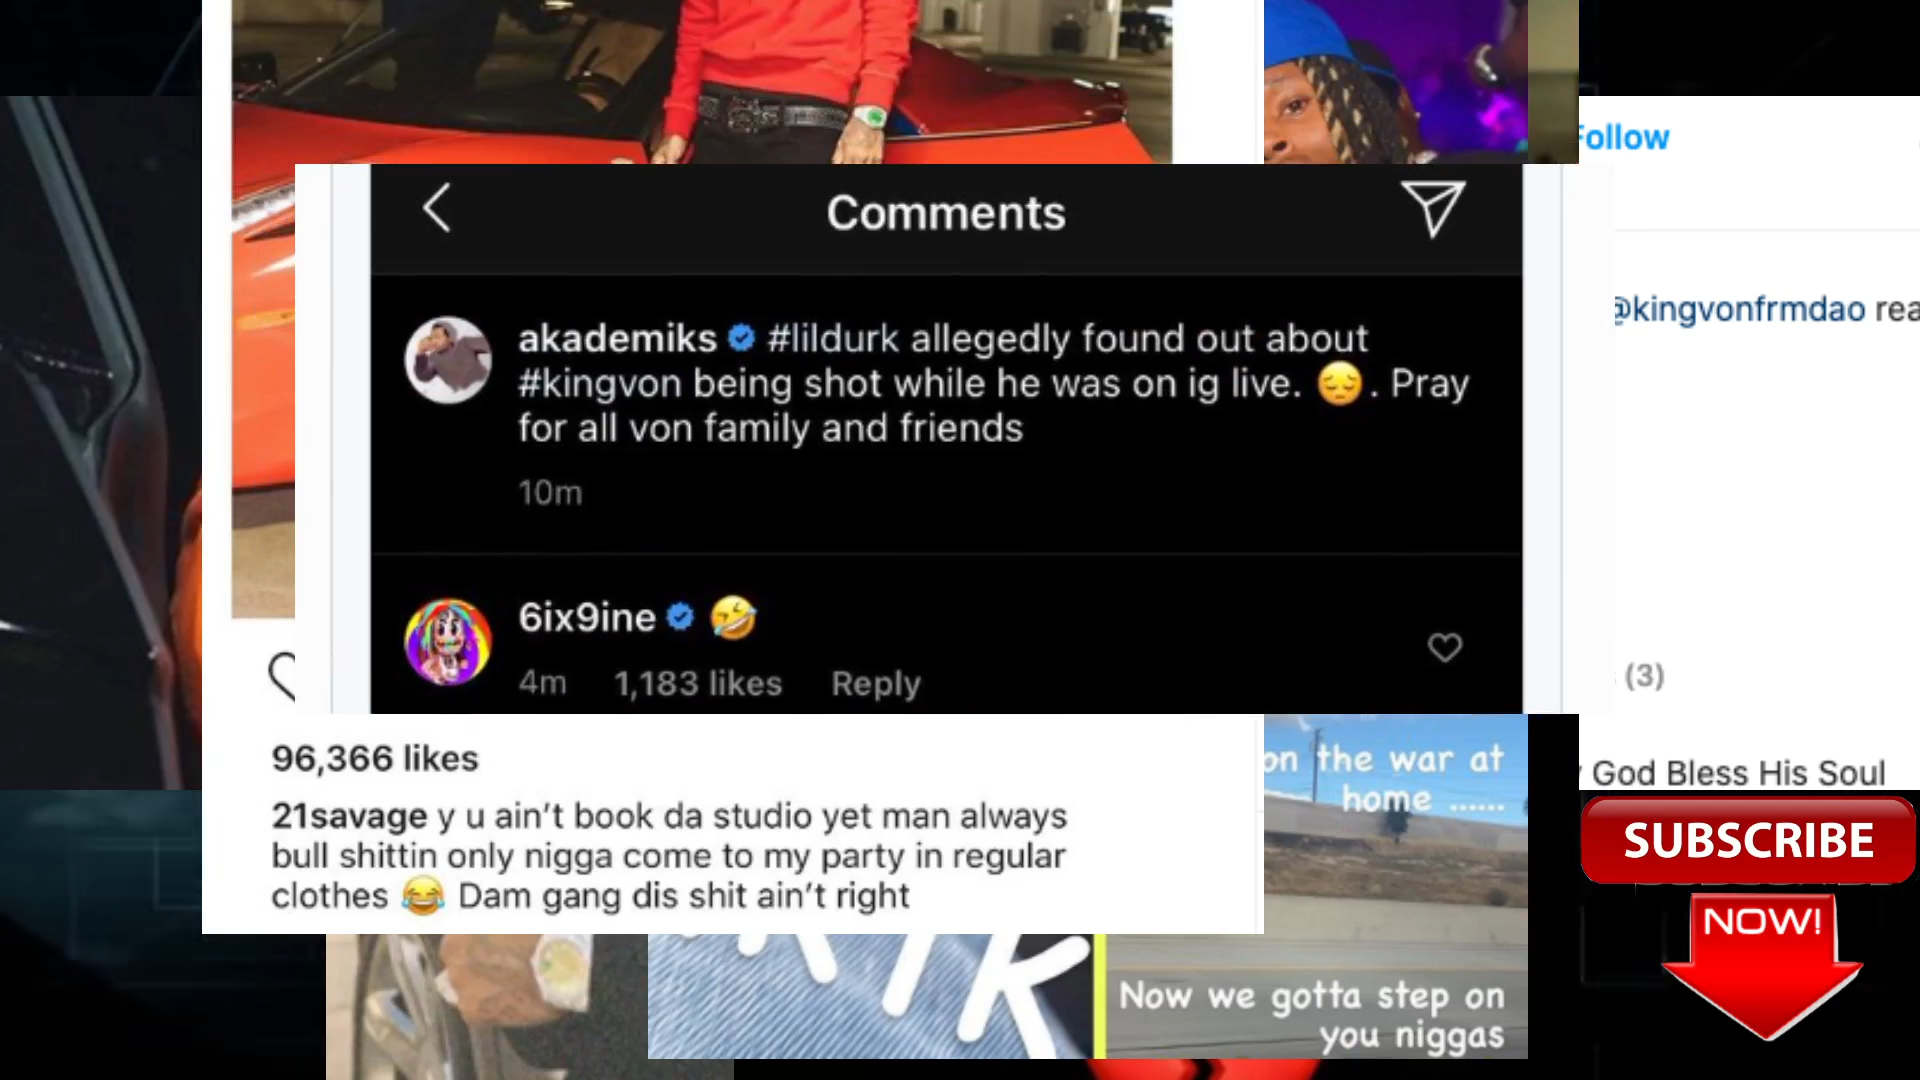 Follow
Comments
akademiks #lildurk allegedly found out about
#kingvon being shot while he was on ig live. 😔. Pray
for all von family and friends
10m
@kingvonfrmdao
6ix9ine 🤣
4m 1,183 likes Reply
(3)
96,366 likes
21savage y u ain’t book da studio yet man always
bull shittin only nigga come to my party in regular
clothes 😂 Dam gang dis shit ain’t right
on the war at
home ......
God Bless His Soul
SUBSCRIBE
NOW!
Now we gotta step on
you niggas